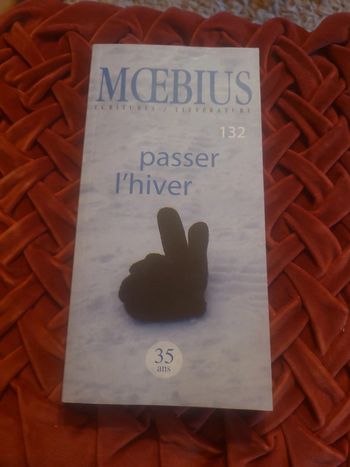 MŒBIUS
ÉCRITURES / LITTÉRATURE
132
passer
l'hiver
35
ans